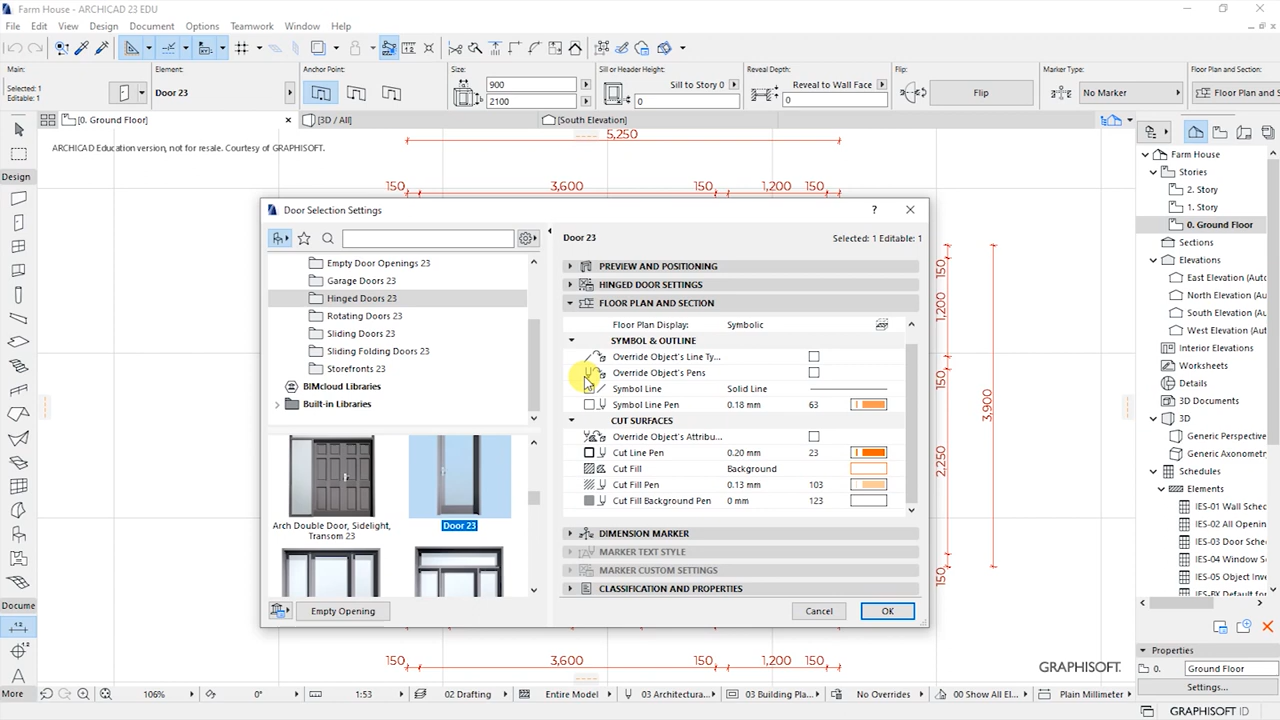 Farm House - ARCHICAD 23 EDU
File Edit View Design Document Options Teamwork Window Help
Main: Element: Anchor Point: Size: Sill or Header Height: Reveal Depth: Flip: Marker Type: Floor Plan and Section:
Selected: 1
Editable: 1
Door 23
900
2100
Sill to Story 0
0
Reveal to Wall Face
0
Flip
No Marker
Floor Plan and S
[0. Ground Floor]
[3D / All]
[South Elevation]
ARCHICAD Education version, not for resale. Courtesy of GRAPHISOFT.
5,250
150 3,600 150 1,200 150
Design
Door Selection Settings
?
Door 23
Selected: 1 Editable: 1
Empty Door Openings 23
Garage Doors 23
Hinged Doors 23
Rotating Doors 23
Sliding Doors 23
Sliding Folding Doors 23
Storefronts 23
BIMcloud Libraries
Built-in Libraries
Arch Double Door, Sidelight,
Transom 23
Door 23
Empty Opening
PREVIEW AND POSITIONING
HINGED DOOR SETTINGS
FLOOR PLAN AND SECTION
Floor Plan Display: Symbolic
SYMBOL & OUTLINE
Override Object's Line Ty...
Override Object's Pens
Symbol Line Solid Line
Symbol Line Pen 0.18 mm 63
CUT SURFACES
Override Object's Attribu...
Cut Line Pen 0.20 mm 23
Cut Fill Background
Cut Fill Pen 0.13 mm 103
Cut Fill Background Pen 0 mm 123
DIMENSION MARKER
MARKER TEXT STYLE
MARKER CUSTOM SETTINGS
CLASSIFICATION AND PROPERTIES
Cancel
OK
150
1,200
150
2,250
150
3,900
Farm House
Stories
2. Story
1. Story
0. Ground Floor
Sections
Elevations
East Elevation (Auto
North Elevation (Au
South Elevation (Au
West Elevation (Aut
Worksheets
Details
3D Documents
3D
Generic Perspective
Generic Axonometr
Schedules
Elements
IES-01 Wall Sched
IES-02 All Opening
IES-03 Door Sche
IES-04 Window S
IES-05 Object Inve
IES-BX Default for
Properties
0. Ground Floor
Settings...
Docume
More
150 3,600 150 1,200 150
GRAPHISOFT.
106% 0° 1:53 02 Drafting Entire Model 03 Architectura... 03 Building Pla... No Overrides 00 Show All El... Plain Millimeter
GRAPHISOFT ID